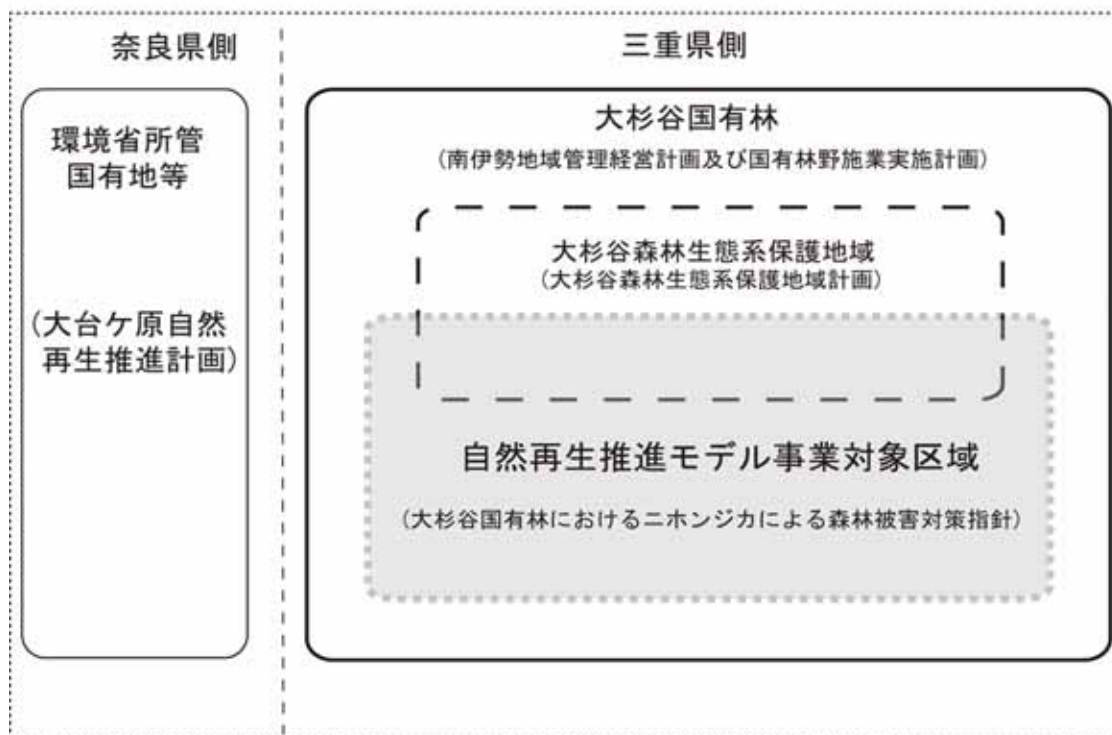 奈良県側
環境省所管
国有地等
(大台ケ原自然
再生推進計画)
三重県側
大杉谷国有林
(南伊勢地域管理経営計画及び国有林野施業実施計画)
大杉谷森林生態系保護地域
(大杉谷森林生態系保護地域計画)
自然再生推進モデル事業対象区域
(大杉谷国有林におけるニホンジカによる森林被害対策指針)